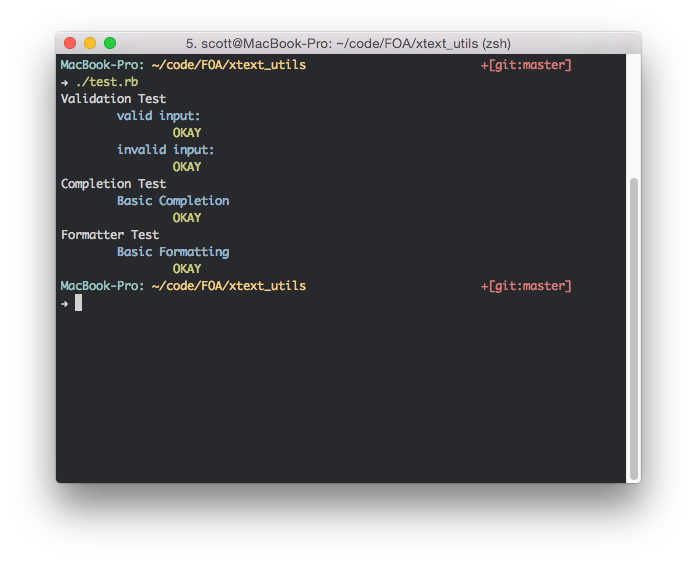 5. scott@MacBook-Pro: ~/code/FOA/xtext_utils (zsh)
MacBook-Pro: ~/code/FOA/xtext_utils +[git:master]
➜ ./test.rb
Validation Test
valid input:
OKAY
invalid input:
OKAY
Completion Test
Basic Completion
OKAY
Formatter Test
Basic Formatting
OKAY
MacBook-Pro: ~/code/FOA/xtext_utils +[git:master]
➜